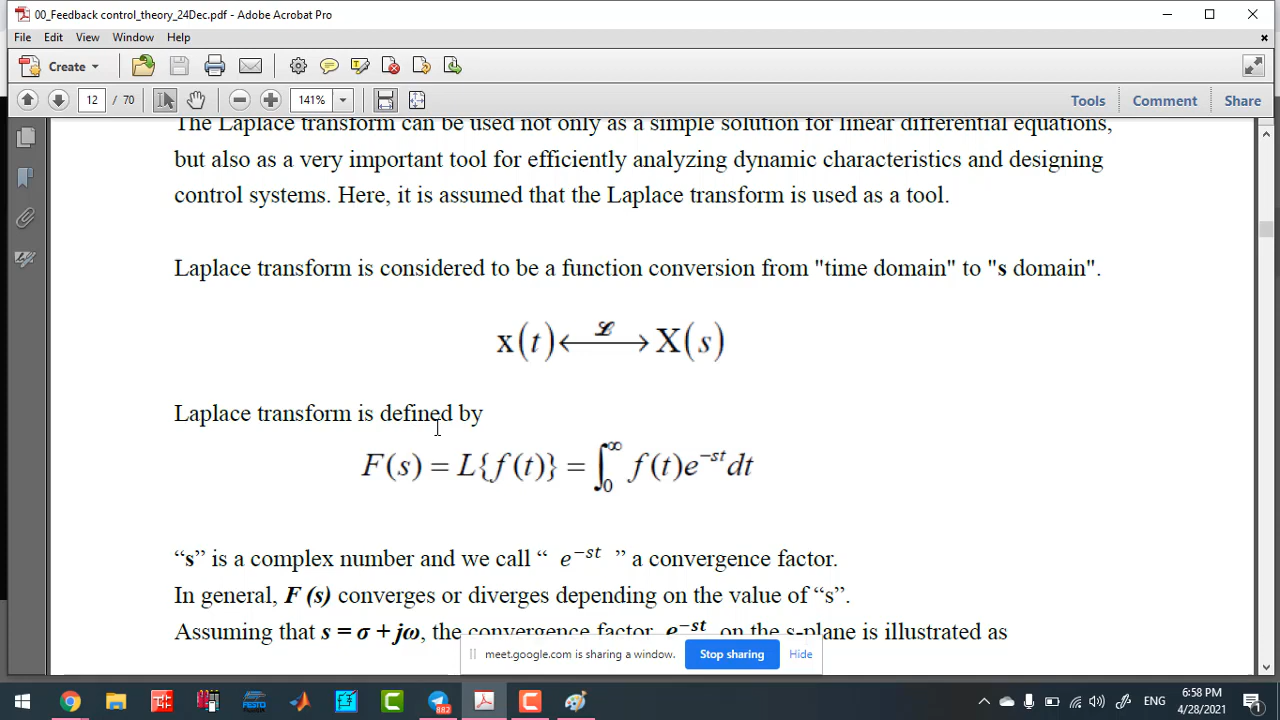 00_Feedback control_theory_24Dec.pdf - Adobe Acrobat Pro
File Edit View Window Help
Create
12 / 70 141% Tools Comment Share
The Laplace transform can be used not only as a simple solution for linear differential equations,
but also as a very important tool for efficiently analyzing dynamic characteristics and designing
control systems. Here, it is assumed that the Laplace transform is used as a tool.
Laplace transform is considered to be a function conversion from "time domain" to "s domain".
x(t) ⟷ ℒ X(s)
Laplace transform is defined by
F(s) = L{f(t)} = ∫₀^∞ f(t)e^{-st}dt
“s” is a complex number and we call “ e^{-st} ” a convergence factor.
In general, F (s) converges or diverges depending on the value of “s”.
Assuming that s = σ + jω, the convergence factor e^{-st} on the s-plane is illustrated as
meet.google.com is sharing a window. Stop sharing Hide
FESTO
882
ENG
6:58 PM
4/28/2021
1